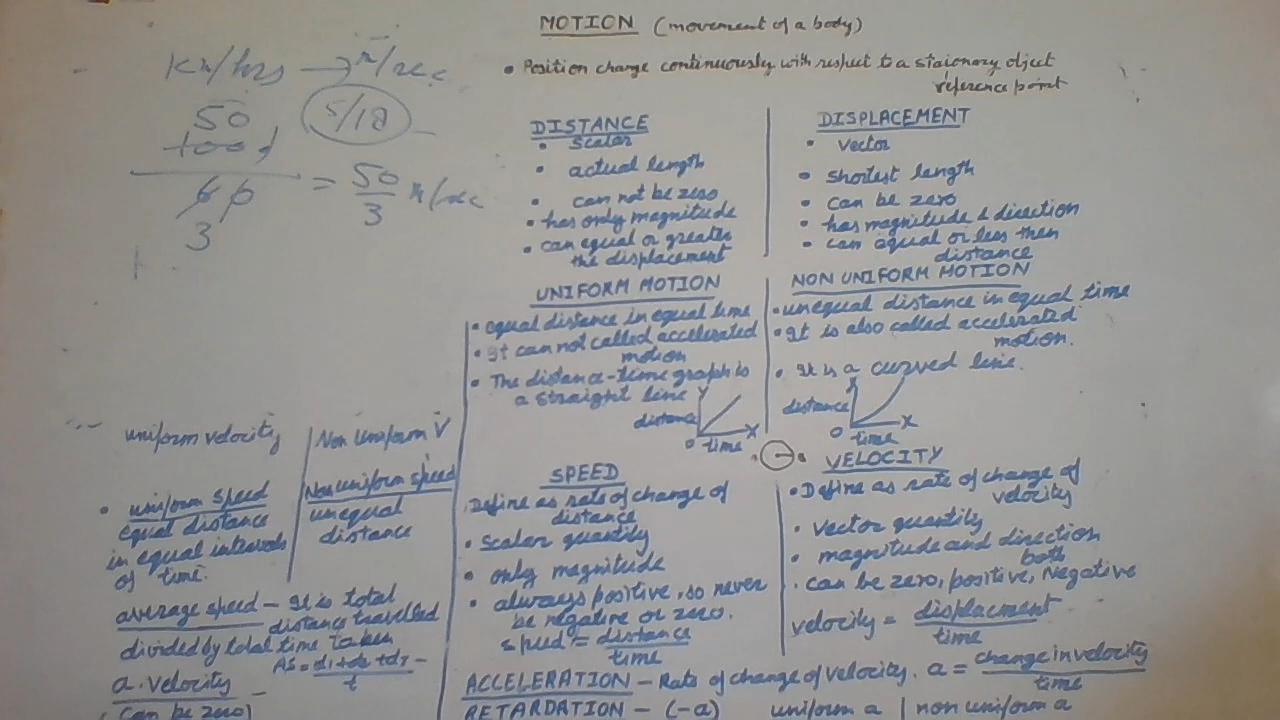 MOTION (movement of a body)
• Position change continuously with respect to a stationary object
reference point
Km/hrs → m/sec
5/18
50
100
60
3
= 50/3 m/sec
DISTANCE
• Scalar
• actual length
• can not be zero
• has only magnitude
• can equal or greater
the displacement
DISPLACEMENT
• Vector
• shortest length
• can be zero
• has magnitude & direction
• can equal or less then
distance
UNIFORM MOTION
• equal distance in equal time
• It can not called accelerated
motion
• The distance-time graph is
a straight line
Y
distance
O time X
NON UNIFORM MOTION
• unequal distance in equal time
• It is also called accelerated
motion.
• It is a curved line.
Y
distance
O time X
uniform velocity
• uniform speed
equal distance
in equal intervals
of time.
Non Uniform V
Non uniform speed
unequal
distance
SPEED
Define as rate of change of
distance
• Scalar quantity
• only magnitude
• always positive, so never
be negative or zero.
speed = distance
time
VELOCITY
• Define as rate of change of
velocity
• vector quantity
• magnitude and direction
both
• can be zero, positive, Negative
velocity = displacment
time
average speed - It is total
distance travelled
divided by total time taken
AS = d1+d2+d3
t
a. velocity
(can be zero)
ACCELERATION - Rate of change of velocity. a = change in velocity
time
RETARDATION - (-a) uniform a | non uniform a